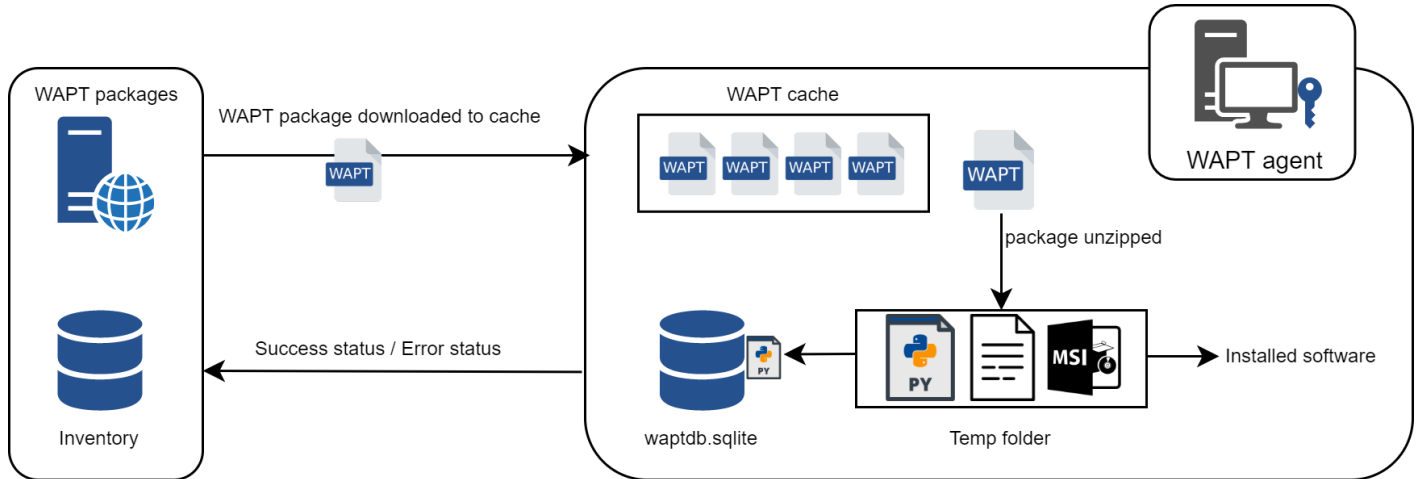 WAPT packages
WAPT package downloaded to cache
WAPT
WAPT cache
WAPT
WAPT
WAPT
WAPT
WAPT
WAPT agent
package unzipped
PY
MSI
PY
Success status / Error status
Installed software
Inventory
waptdb.sqlite
Temp folder